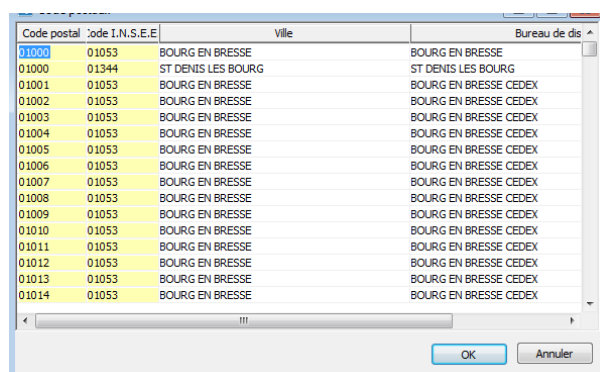 Code postal Code I.N.S.E.E Ville Bureau de dis
01000 01053 BOURG EN BRESSE BOURG EN BRESSE
01000 01344 ST DENIS LES BOURG ST DENIS LES BOURG
01001 01053 BOURG EN BRESSE BOURG EN BRESSE CEDEX
01002 01053 BOURG EN BRESSE BOURG EN BRESSE CEDEX
01003 01053 BOURG EN BRESSE BOURG EN BRESSE CEDEX
01004 01053 BOURG EN BRESSE BOURG EN BRESSE CEDEX
01005 01053 BOURG EN BRESSE BOURG EN BRESSE CEDEX
01006 01053 BOURG EN BRESSE BOURG EN BRESSE CEDEX
01007 01053 BOURG EN BRESSE BOURG EN BRESSE CEDEX
01008 01053 BOURG EN BRESSE BOURG EN BRESSE CEDEX
01009 01053 BOURG EN BRESSE BOURG EN BRESSE CEDEX
01010 01053 BOURG EN BRESSE BOURG EN BRESSE CEDEX
01011 01053 BOURG EN BRESSE BOURG EN BRESSE CEDEX
01012 01053 BOURG EN BRESSE BOURG EN BRESSE CEDEX
01013 01053 BOURG EN BRESSE BOURG EN BRESSE CEDEX
01014 01053 BOURG EN BRESSE BOURG EN BRESSE CEDEX
OK Annuler